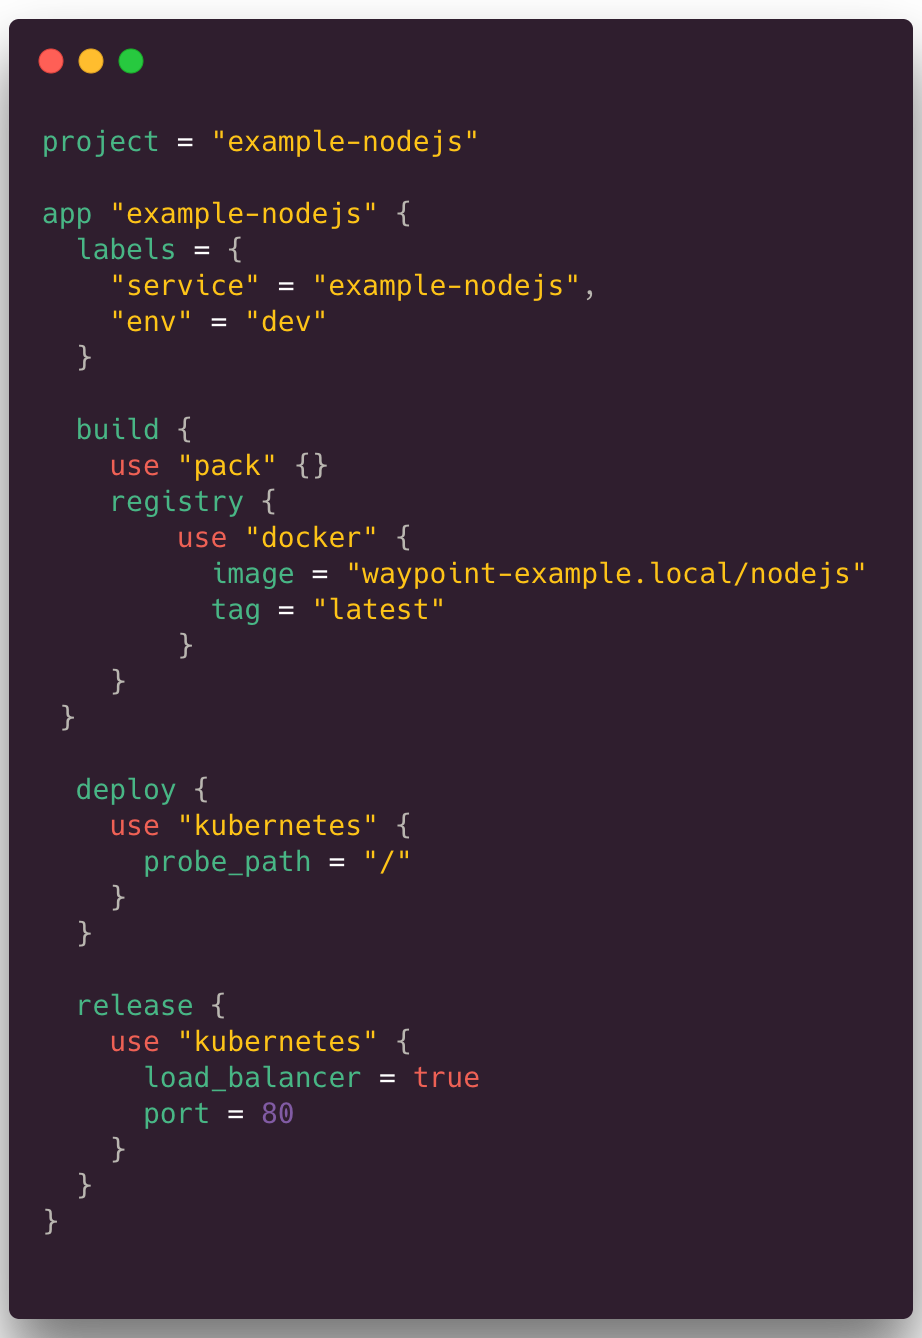 project = "example-nodejs"

app "example-nodejs" {
  labels = {
    "service" = "example-nodejs",
    "env" = "dev"
  }

  build {
    use "pack" {}
    registry {
        use "docker" {
          image = "waypoint-example.local/nodejs"
          tag = "latest"
        }
    }
 }

  deploy {
    use "kubernetes" {
      probe_path = "/"
    }
  }

  release {
    use "kubernetes" {
      load_balancer = true
      port = 80
    }
  }
}